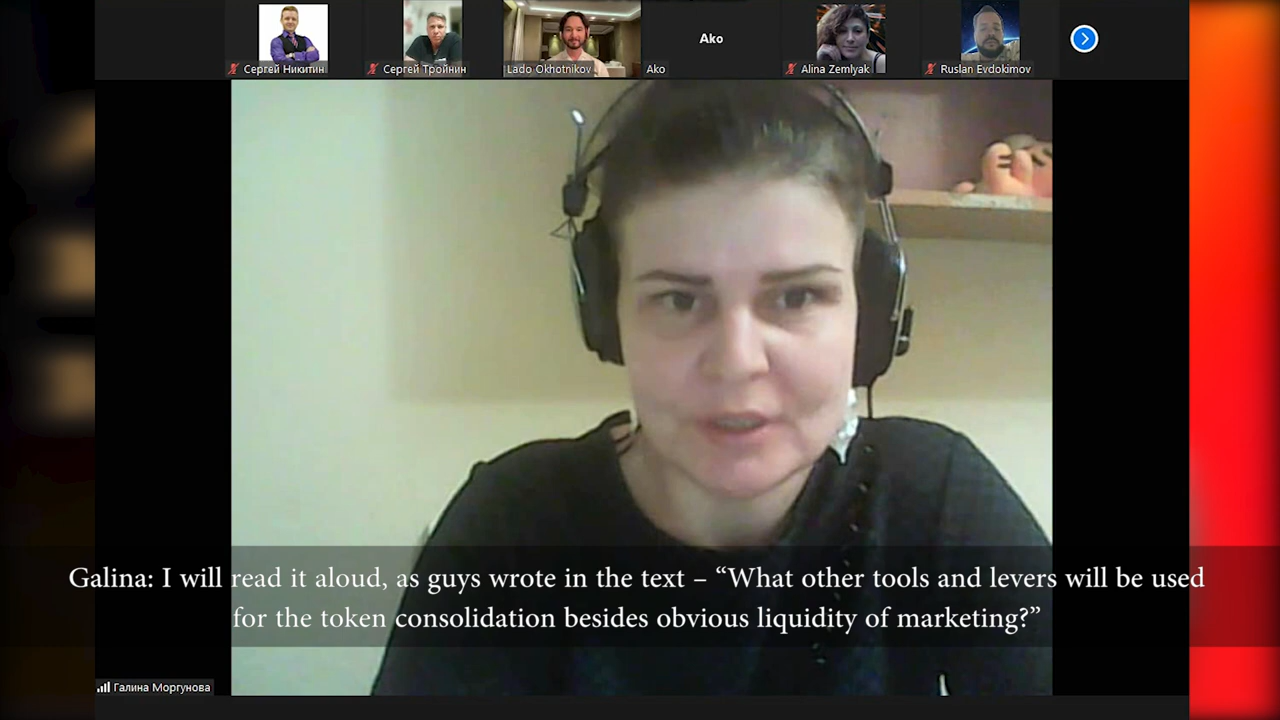 Сергей Никитин
Сергей Тройнин
Lado Okhotnikov
Ako
Ako
Alina Zemlyak
Ruslan Evdokimov
Galina: I will read it aloud, as guys wrote in the text – “What other tools and levers will be used
for the token consolidation besides obvious liquidity of marketing?”
Галина Моргунова